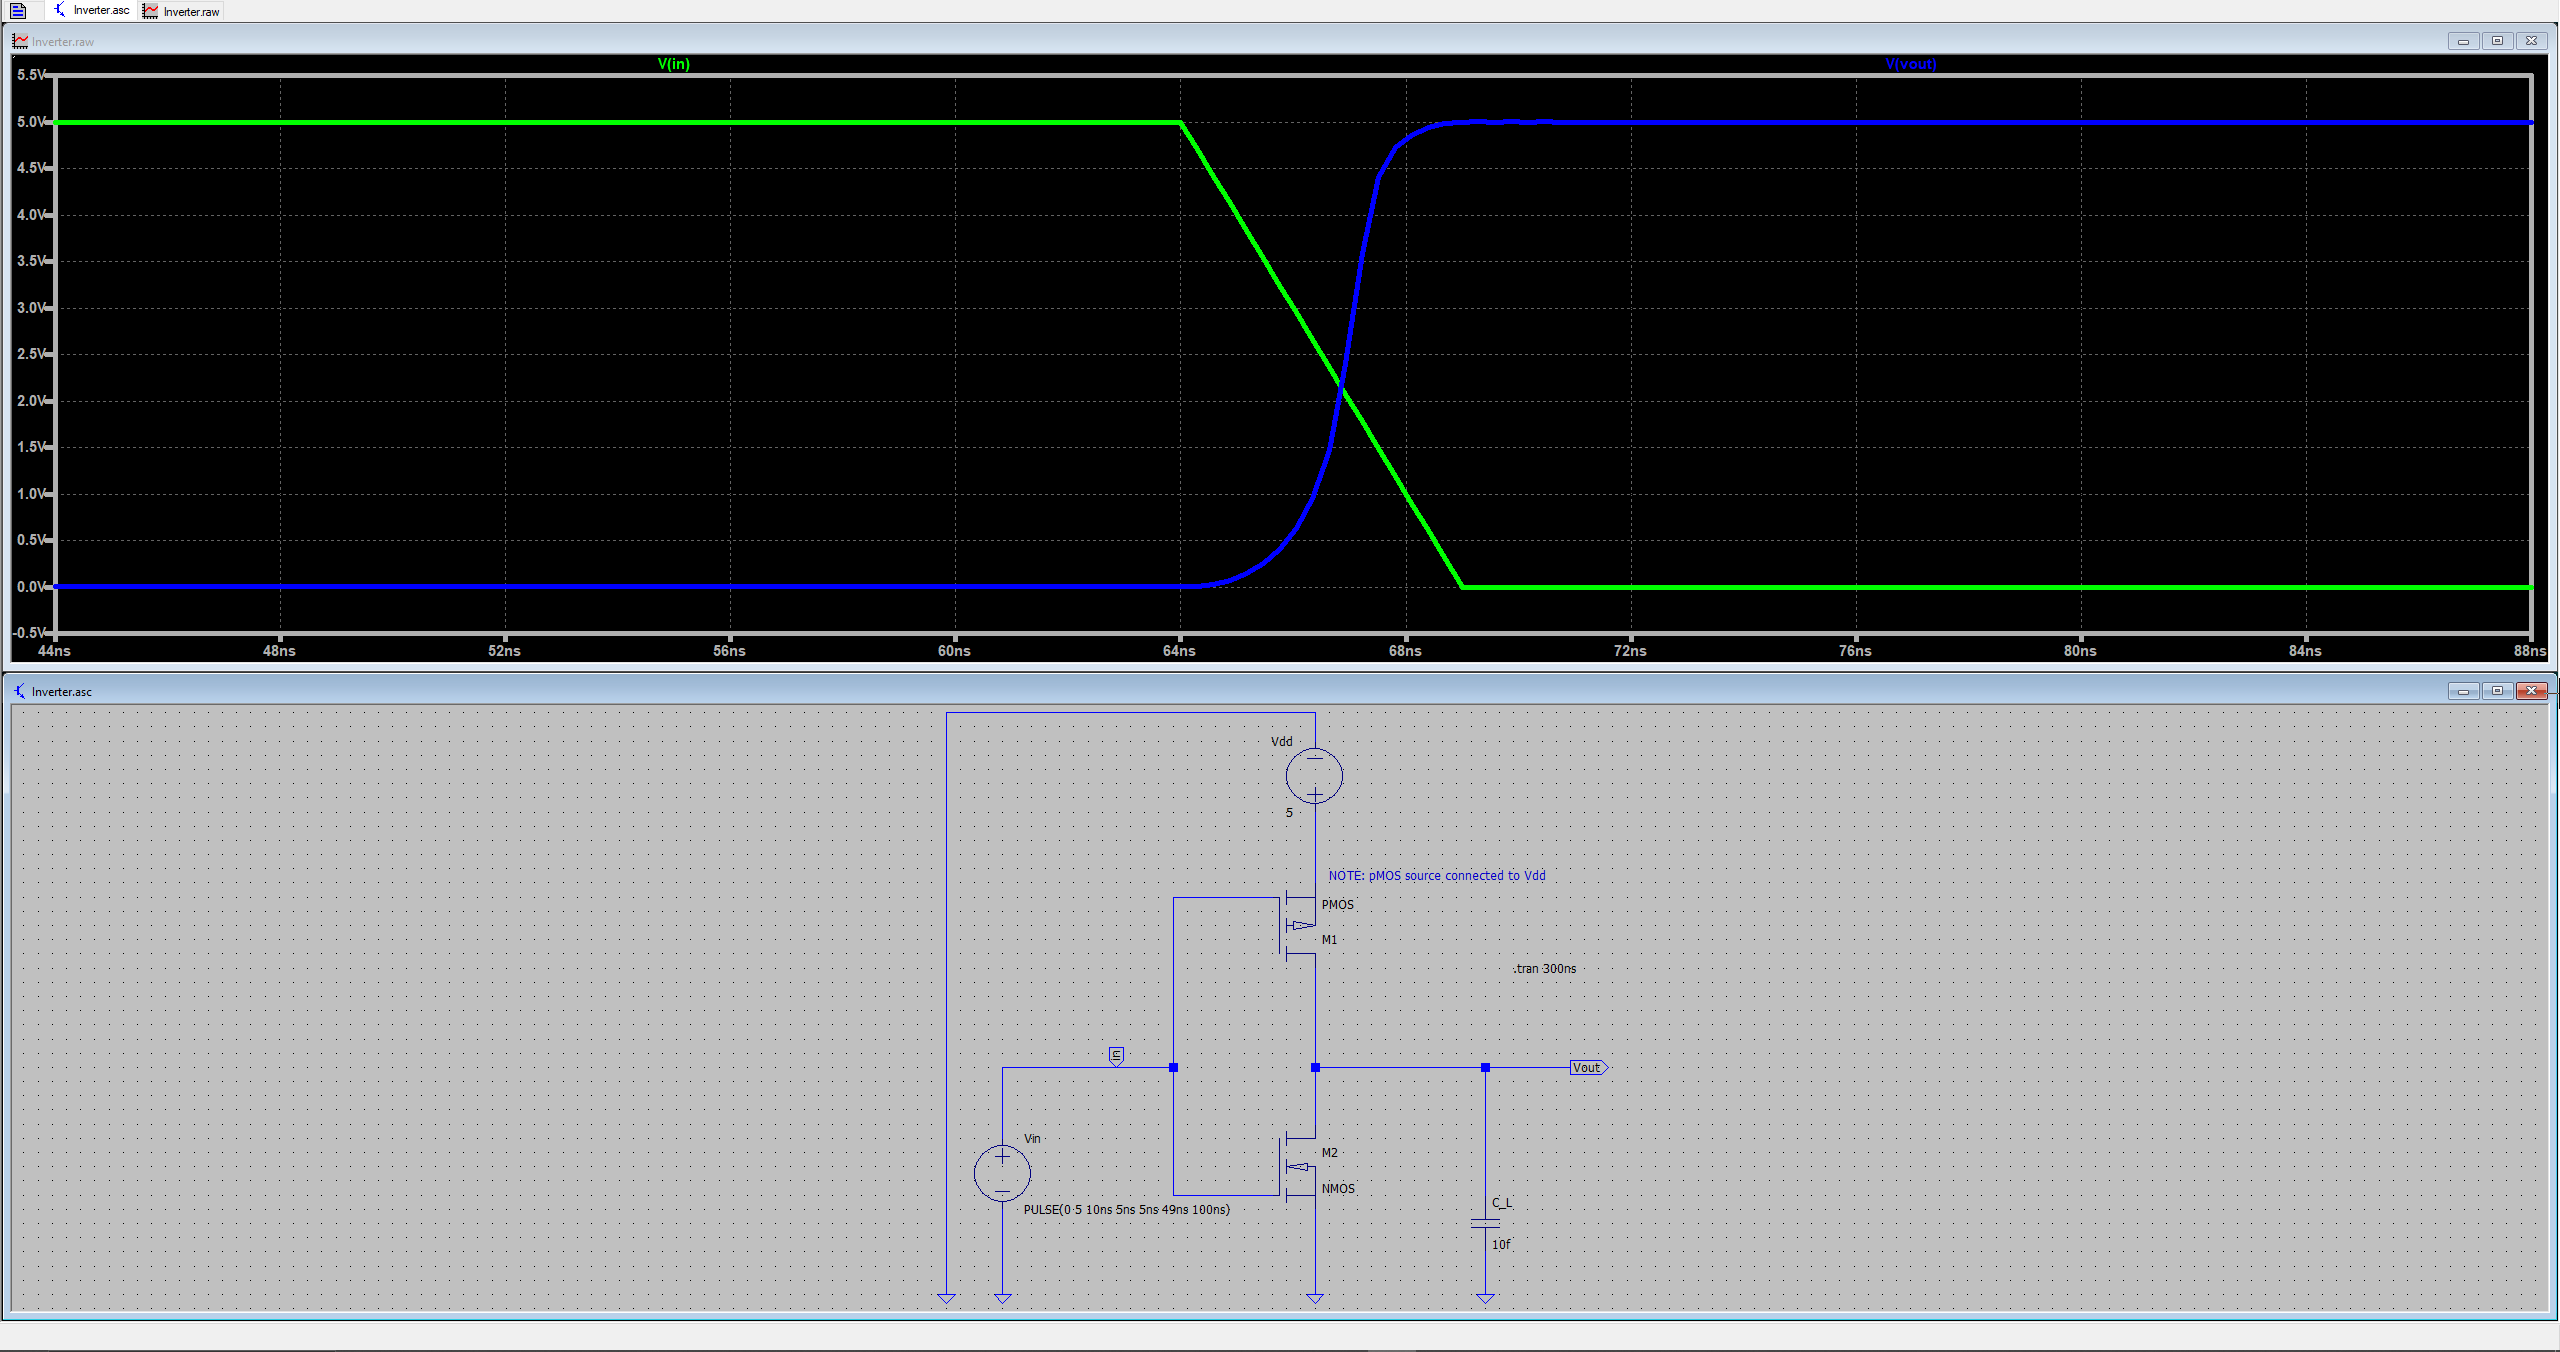 Inverter.asc
Inverter.raw
Inverter.raw
V(in)
V(vout)
5.5V
5.0V
4.5V
4.0V
3.5V
3.0V
2.5V
2.0V
1.5V
1.0V
0.5V
0.0V
-0.5V
44ns
48ns
52ns
56ns
60ns
64ns
68ns
72ns
76ns
80ns
84ns
88ns
Inverter.asc
Vdd
5
NOTE: pMOS source connected to Vdd
PMOS
M1
.tran 300ns
in
Vout
Vin
PULSE(0 5 10ns 5ns 5ns 49ns 100ns)
M2
NMOS
C_L
10f